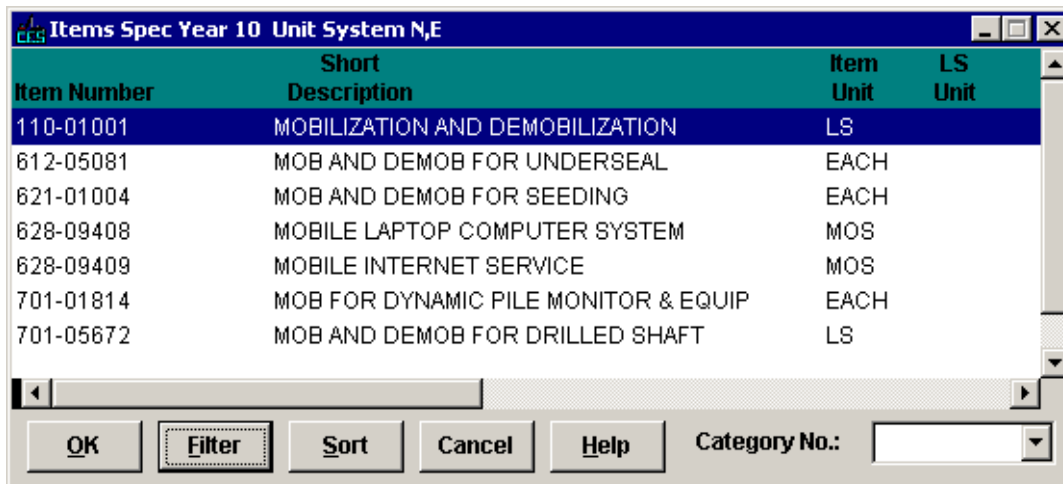 CES Items Spec Year 10 Unit System N,E
Short Item LS
Item Number Description Unit Unit
110-01001 MOBILIZATION AND DEMOBILIZATION LS
612-05081 MOB AND DEMOB FOR UNDERSEAL EACH
621-01004 MOB AND DEMOB FOR SEEDING EACH
628-09408 MOBILE LAPTOP COMPUTER SYSTEM MOS
628-09409 MOBILE INTERNET SERVICE MOS
701-01814 MOB FOR DYNAMIC PILE MONITOR & EQUIP EACH
701-05672 MOB AND DEMOB FOR DRILLED SHAFT LS
OK Filter Sort Cancel Help Category No.: